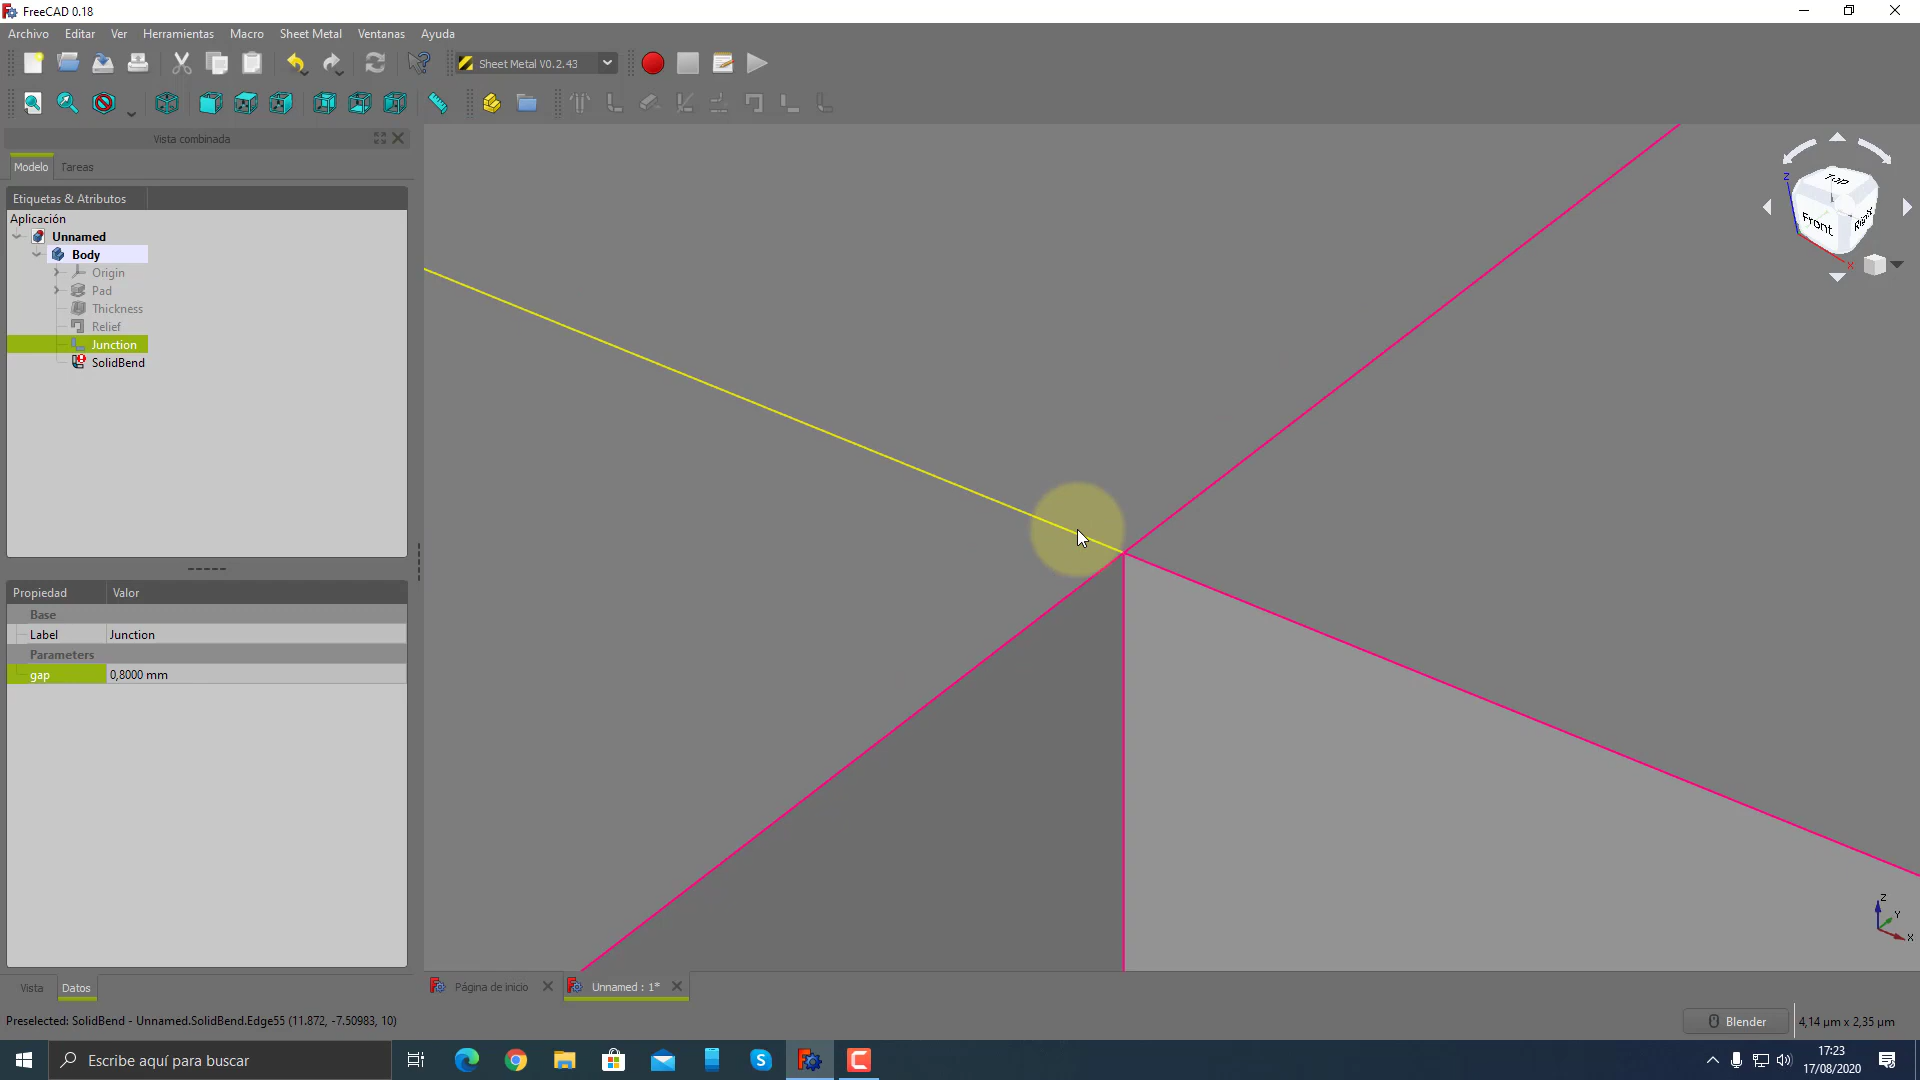 FreeCAD 0.18
Archivo Editar Ver Herramientas Macro Sheet Metal Ventanas Ayuda
Sheet Metal V0.2.43
Vista combinada
Modelo Tareas
Etiquetas & Atributos
Aplicación
Unnamed
Body
Origin
Pad
Thickness
Relief
Junction
SolidBend
Propiedad Valor
Base
Label Junction
Parameters
gap 0,8000 mm
Vista Datos
Top
Front
Right
Z
X
Z
Y
X
Página de inicio
Unnamed : 1*
Preselected: SolidBend - Unnamed.SolidBend.Edge55 (11.872, -7.50983, 10)
Blender
4,14 µm x 2,35 µm
Escribe aquí para buscar
17:23
17/08/2020